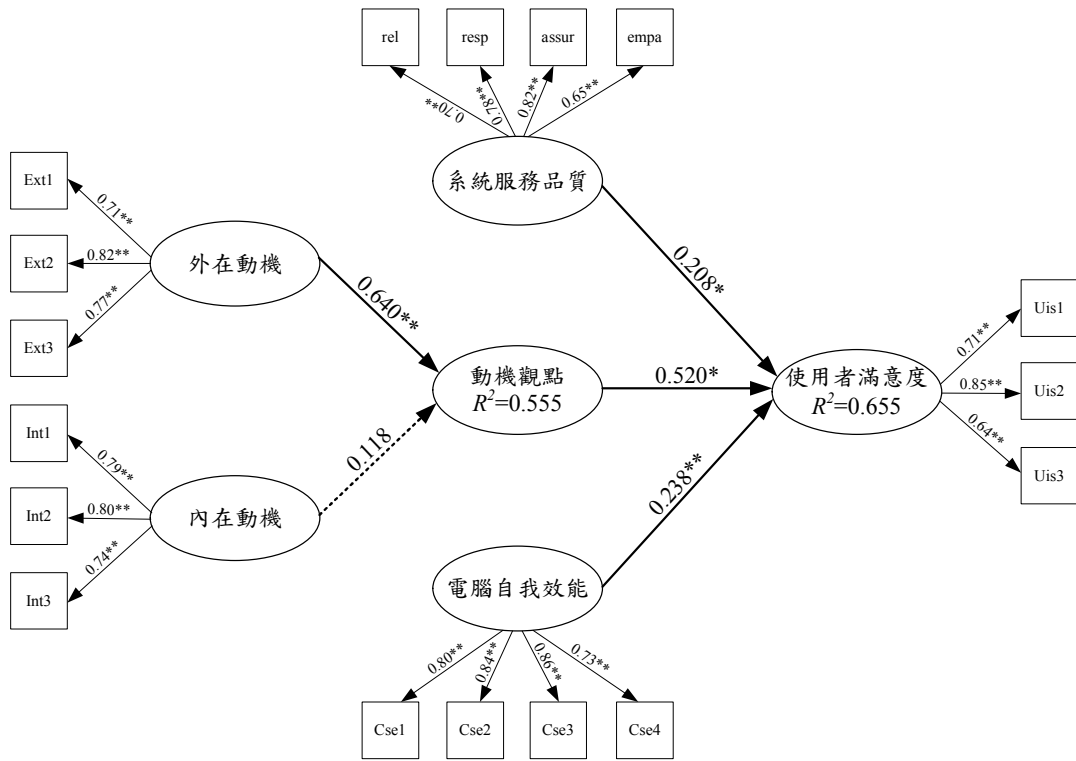 rel
resp
assur
empa
0.70**
0.78**
0.82**
0.65**
系統服務品質
Ext1
Ext2
Ext3
0.71**
0.82**
0.77**
外在動機
0.640**
0.208*
Int1
Int2
Int3
0.79**
0.80**
0.74**
內在動機
0.118
動機觀點
R²=0.555
0.520*
使用者滿意度
R²=0.655
0.71**
0.85**
0.64**
Uis1
Uis2
Uis3
0.238**
電腦自我效能
0.80**
0.84**
0.86**
0.73**
Cse1
Cse2
Cse3
Cse4